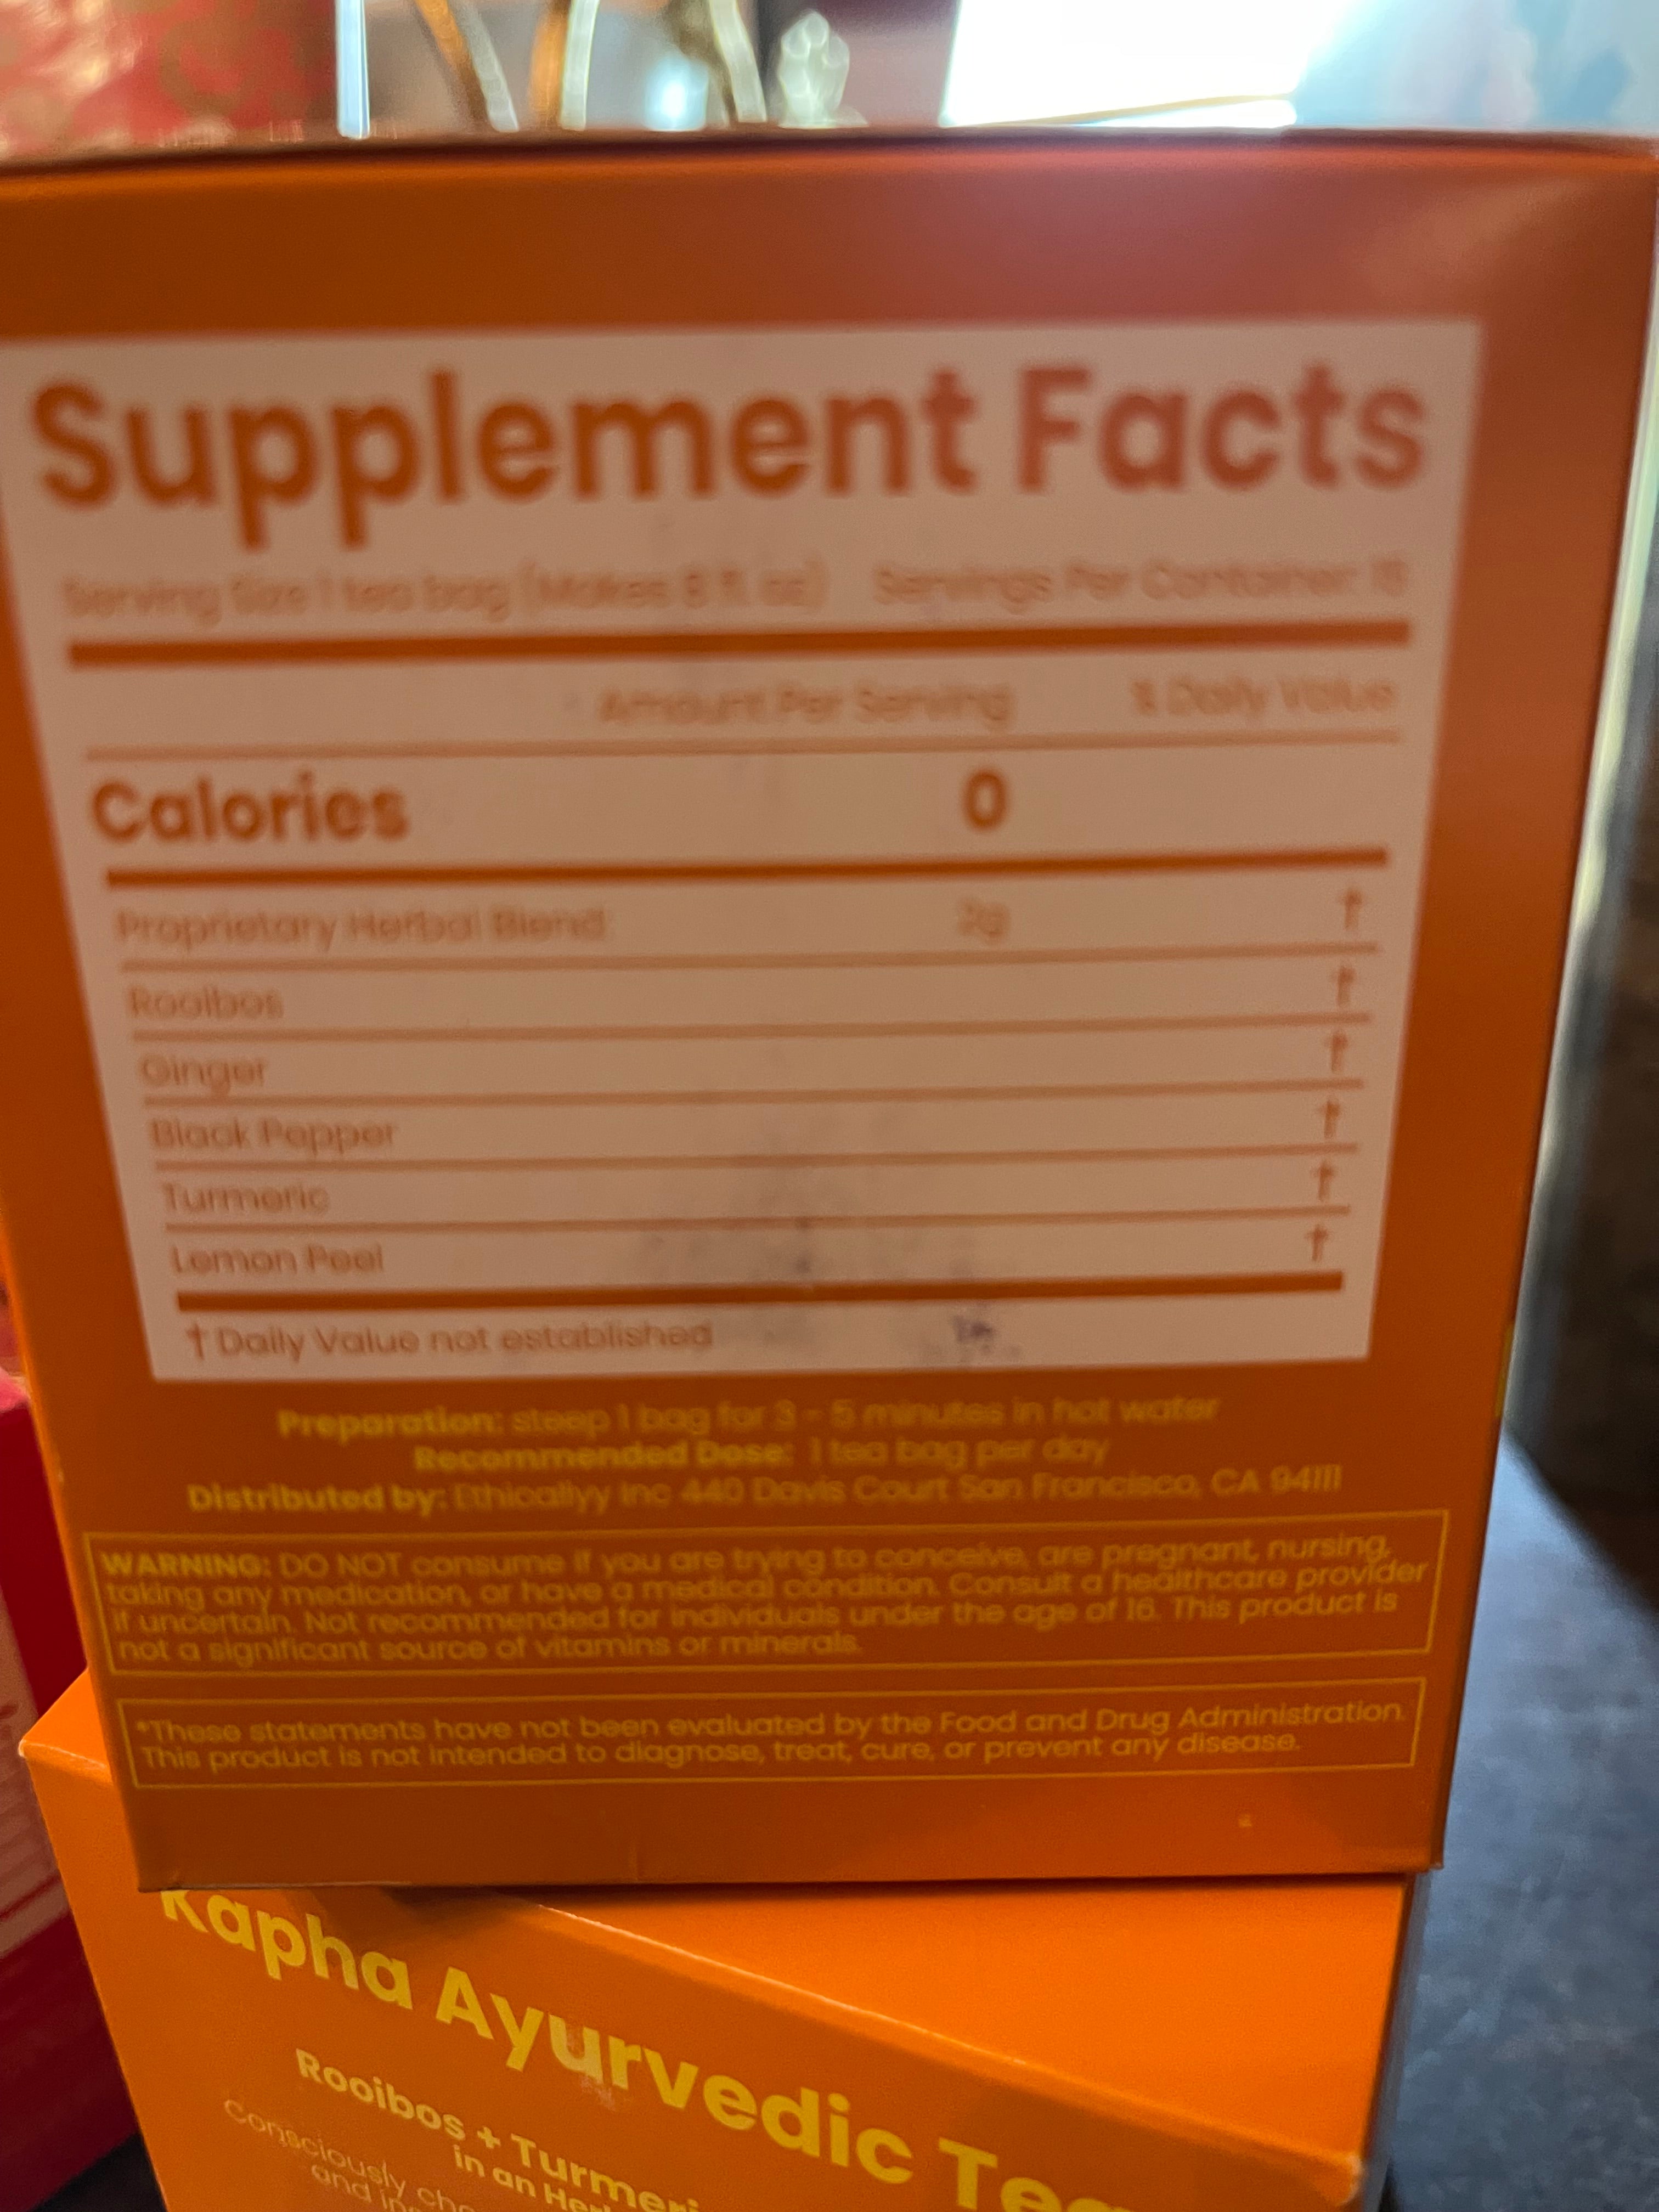 Supplement Facts
Serving Size 1 tea bag (Makes 8 fl. oz) Servings Per Container: 15
Amount Per Serving % Daily Value
Calories 0
Proprietary Herbal Blend: 2g †
Rooibos †
Ginger †
Black Pepper †
Turmeric †
Lemon Peel †
† Daily Value not established
Preparation: steep 1 bag for 3 - 5 minutes in hot water
Recommended Dose: 1 tea bag per day
Distributed by: Ethicallyy Inc 440 Davis Court San Francisco, CA 94111
WARNING: DO NOT consume if you are trying to conceive, are pregnant, nursing,
taking any medication, or have a medical condition. Consult a healthcare provider
if uncertain. Not recommended for individuals under the age of 16. This product is
not a significant source of vitamins or minerals.
*These statements have not been evaluated by the Food and Drug Administration.
This product is not intended to diagnose, treat, cure, or prevent any disease.
Kapha Ayurvedic Tea
Rooibos + Turmeri
in an Her
Consciously
and